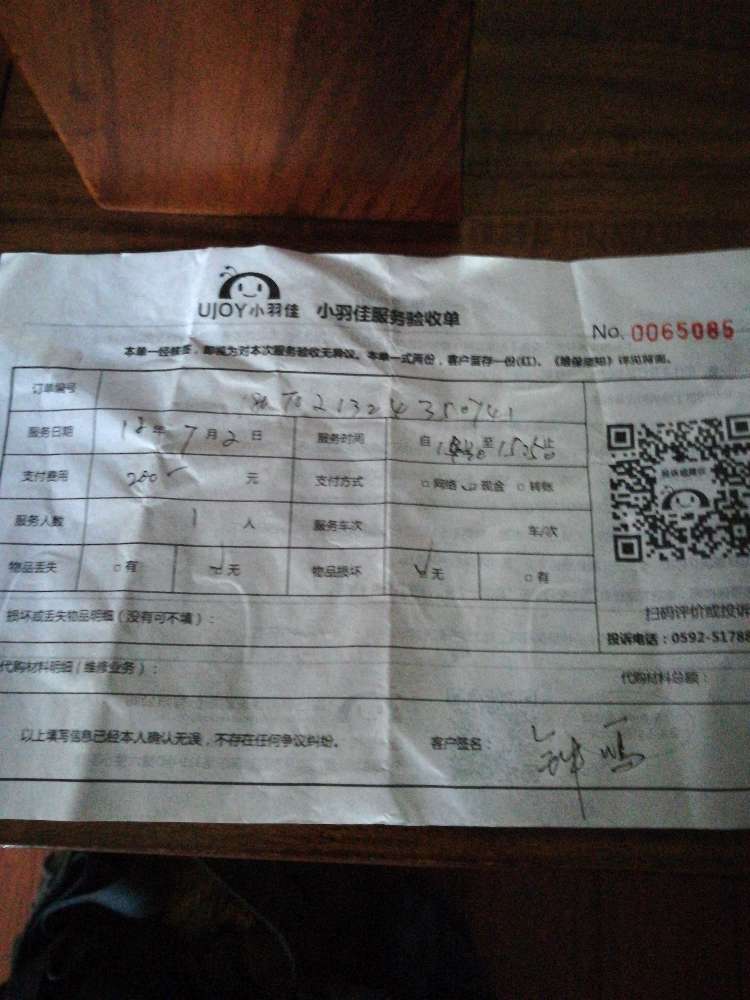 UJOY小羽佳 小羽佳服务验收单
No. 0065085
本单一经签签，即视为对本次服务验收无异议。本单一式两份，客户留存一份(红)。《维保须知》详见背面。
订单编号
服务日期 18年 7月2日 服务时间 自 至 15:50止
支付费用 280 元 支付方式 □网络 ☑现金 □转账
服务人数 1 人 服务车次 车/次
物品丢失 □有 ☑无 物品损坏 ☑无 □有
损坏或丢失物品明细(没有可不填)：
扫码评价或投诉
投诉电话：0592-51788
代购材料明细(维修业务)： 代购材料总额：
以上填写信息已经本人确认无误，不存在任何争议纠纷。 客户签名：